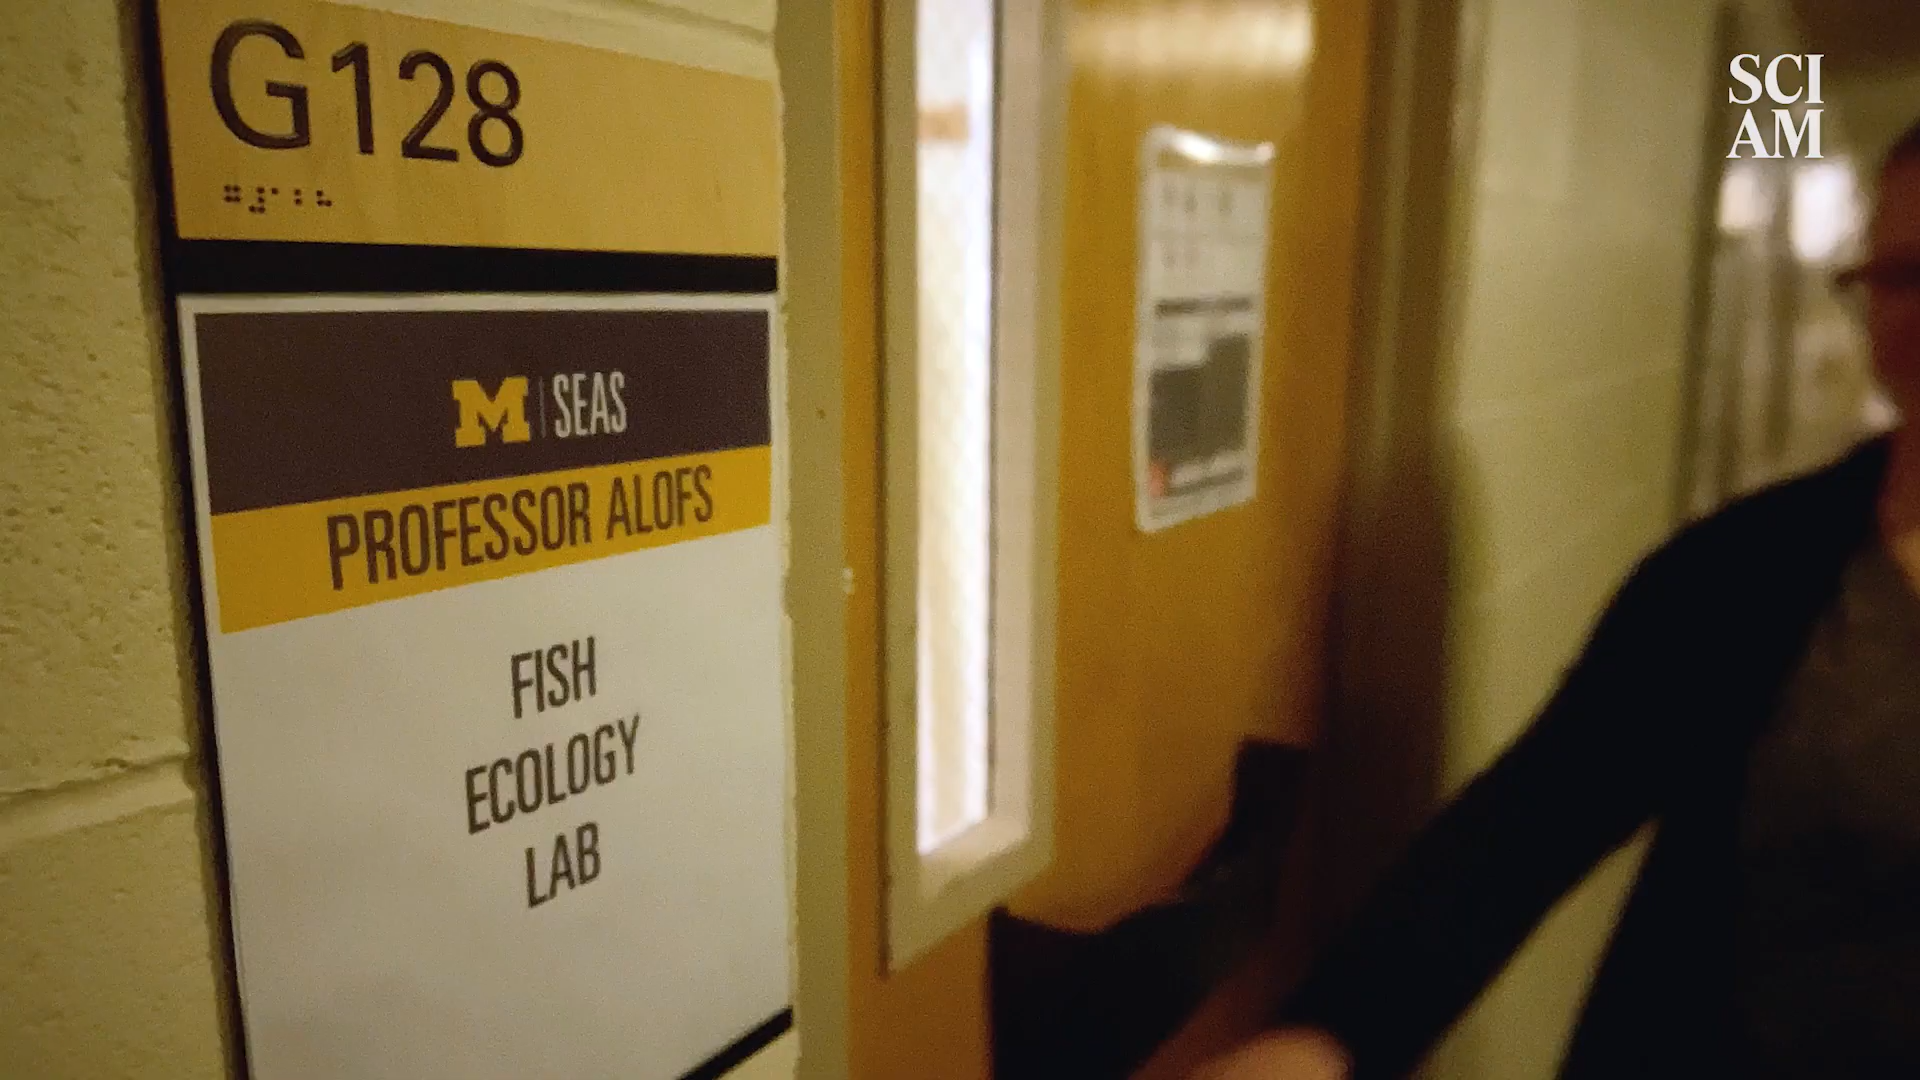 G128
SCI
AM
M | SEAS
PROFESSOR ALOFS
FISH
ECOLOGY
LAB